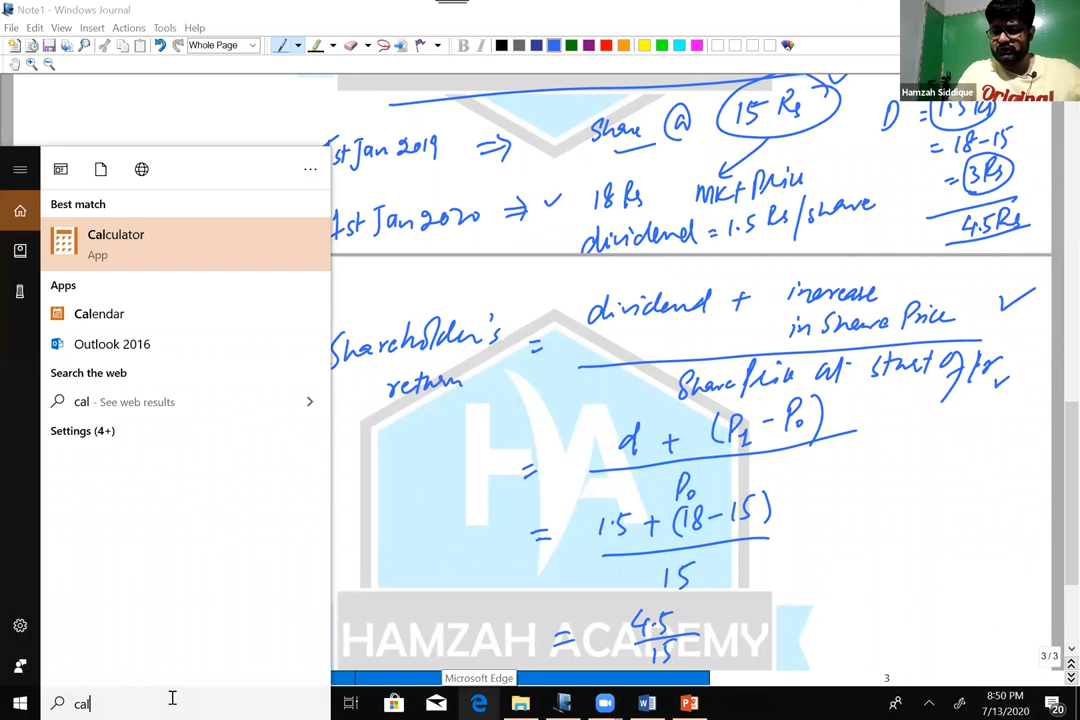 Note1 - Windows Journal
File Edit View Insert Actions Tools Help
Whole Page
B I
Hamzah Siddique
Original
1st Jan 2019 ⇒ Share @ 15 Rs
D = 1.5 Rs
= 18-15
= 3 Rs
4.5 Rs
1st Jan 2020 ⇒ ✓ 18 Rs MKt Price
dividend = 1.5 Rs/share
Shareholder's return = dividend + increase in Share Price ✓
Share Price at start of yr ✓
= d + (P1 - P0)
P0
= 1.5 + (18-15)
15
= 4.5
15
HAMZAH ACADEMY
3 / 3
3
Best match
Calculator
App
Apps
Calendar
Outlook 2016
Search the web
cal - See web results
Settings (4+)
cal
Microsoft Edge
8:50 PM
7/13/2020
20